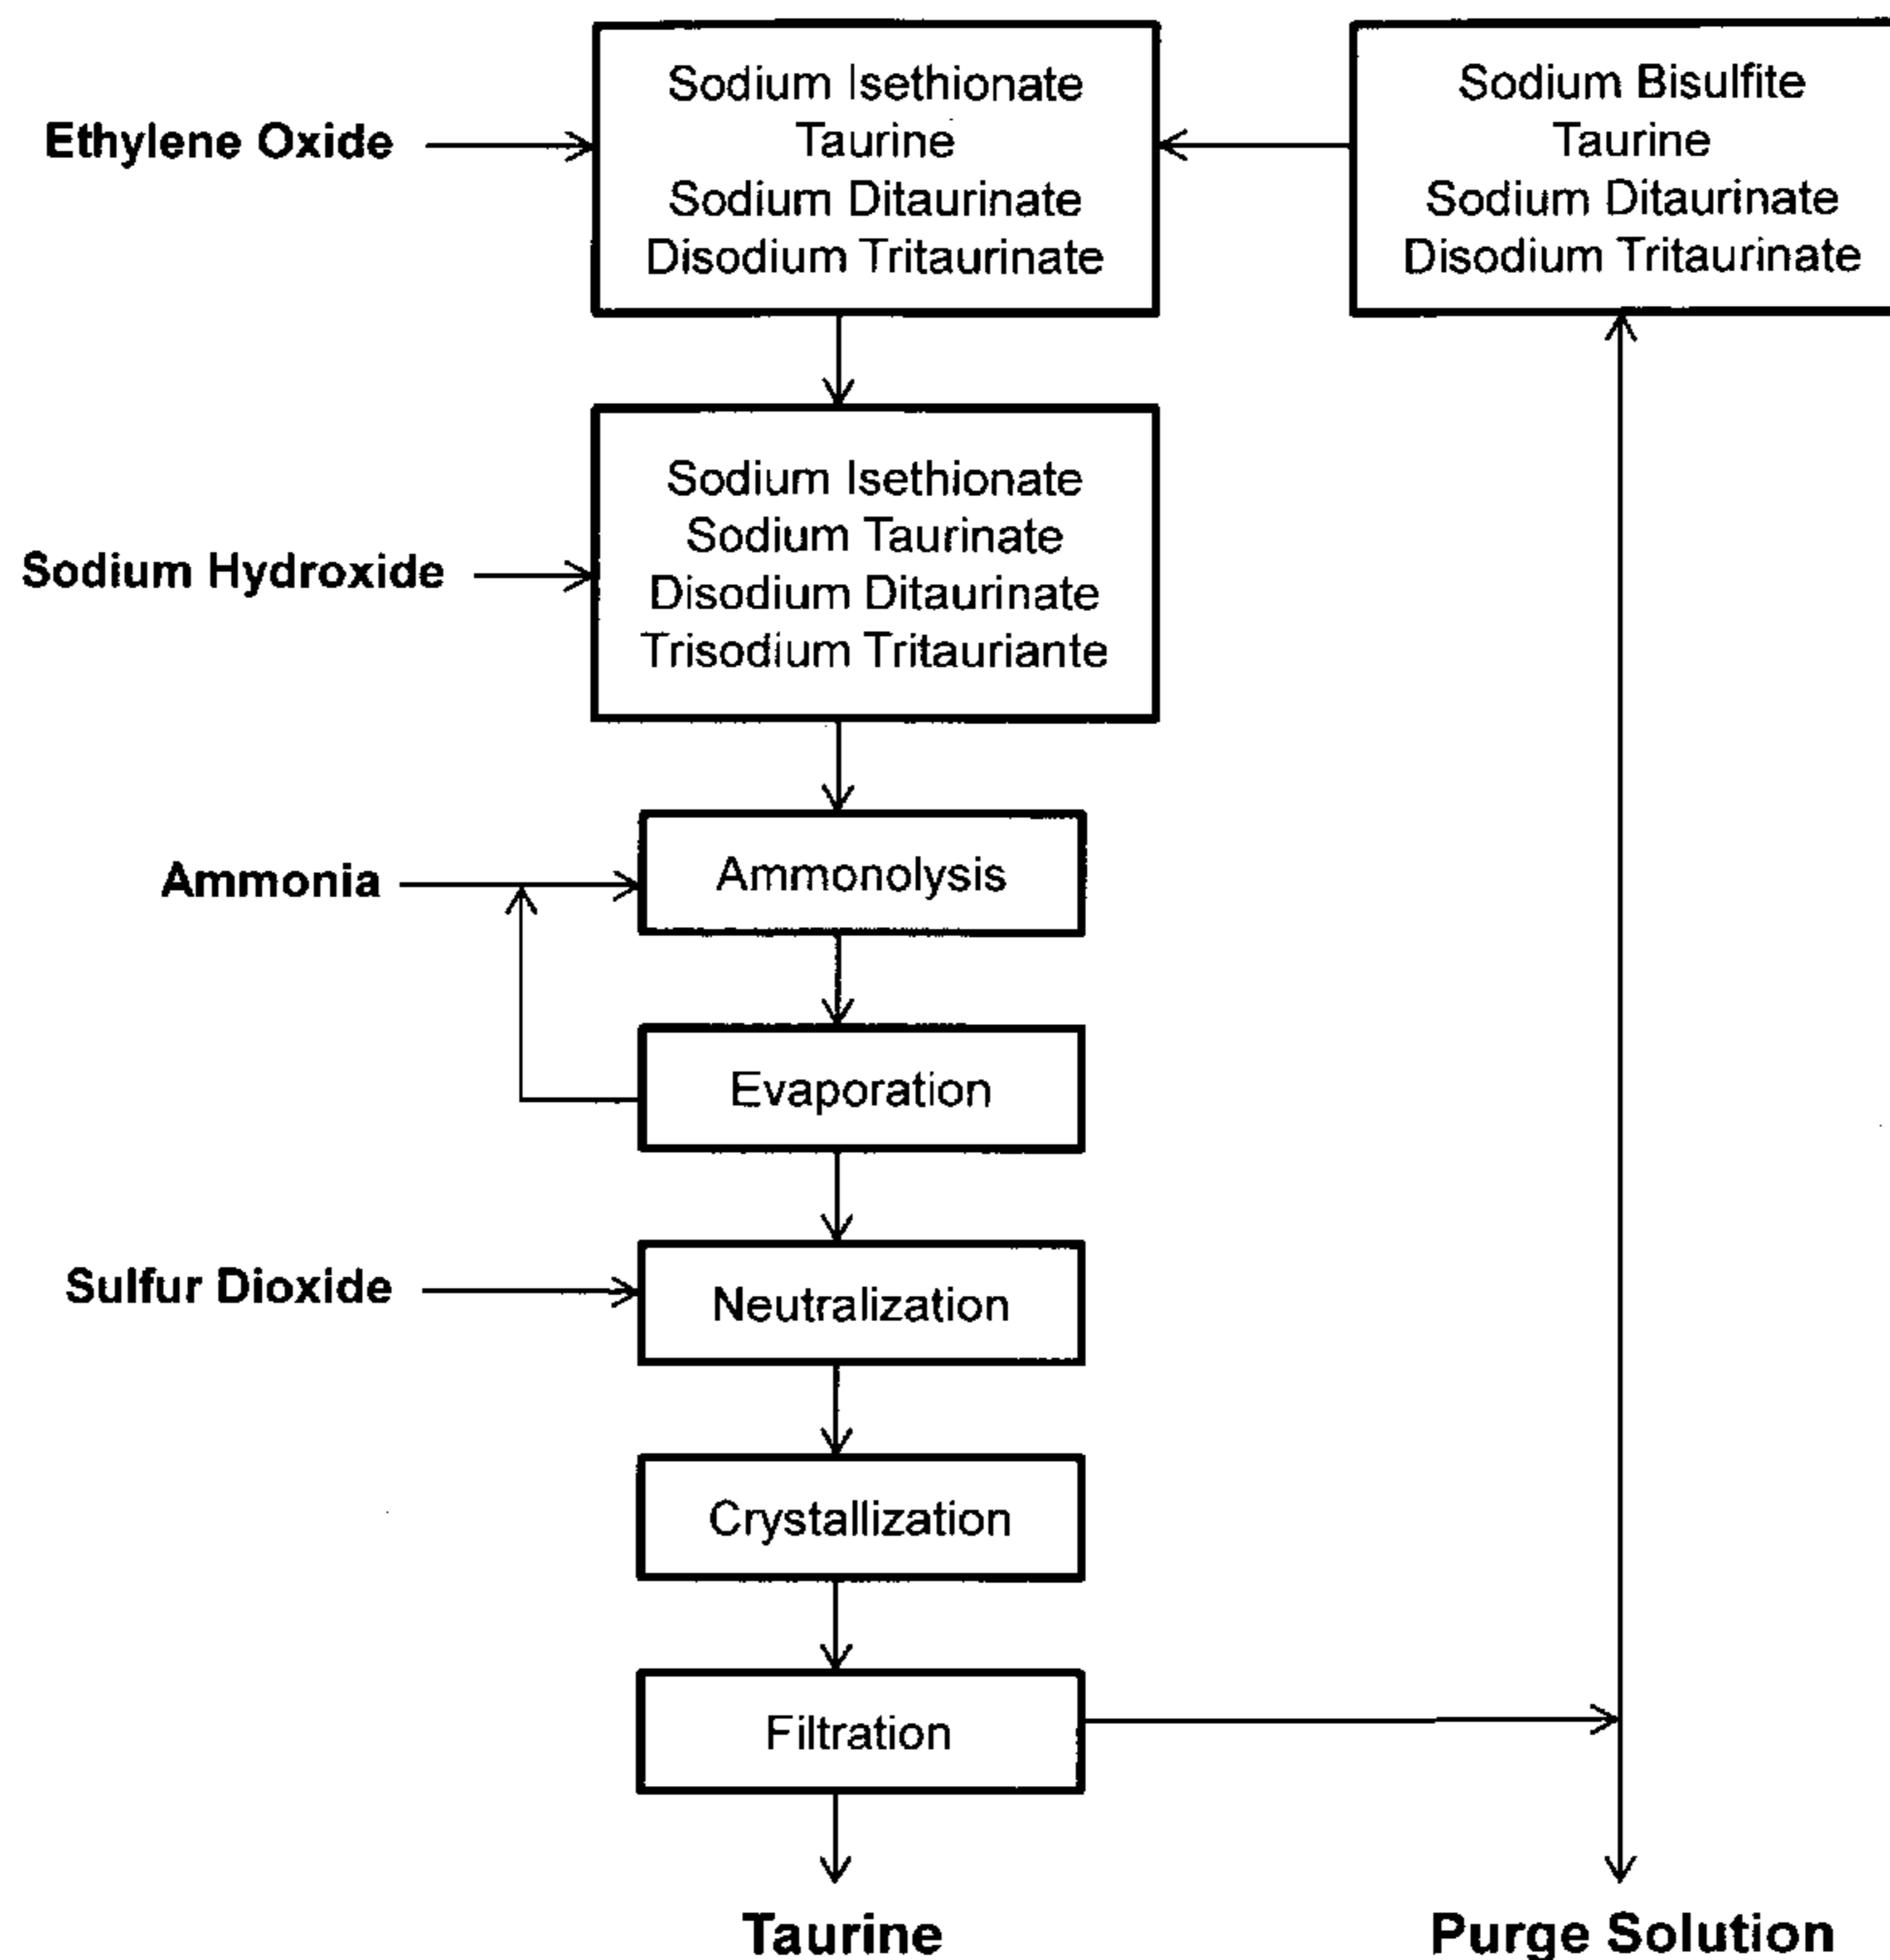 Ethylene Oxide
Sodium Isethionate
Taurine
Sodium Ditaurinate
Disodium Tritaurinate
Sodium Bisulfite
Taurine
Sodium Ditaurinate
Disodium Tritaurinate
Sodium Hydroxide
Sodium Isethionate
Sodium Taurinate
Disodium Ditaurinate
Trisodium Tritauriante
Ammonia
Ammonolysis
Evaporation
Sulfur Dioxide
Neutralization
Crystallization
Filtration
Taurine
Purge Solution